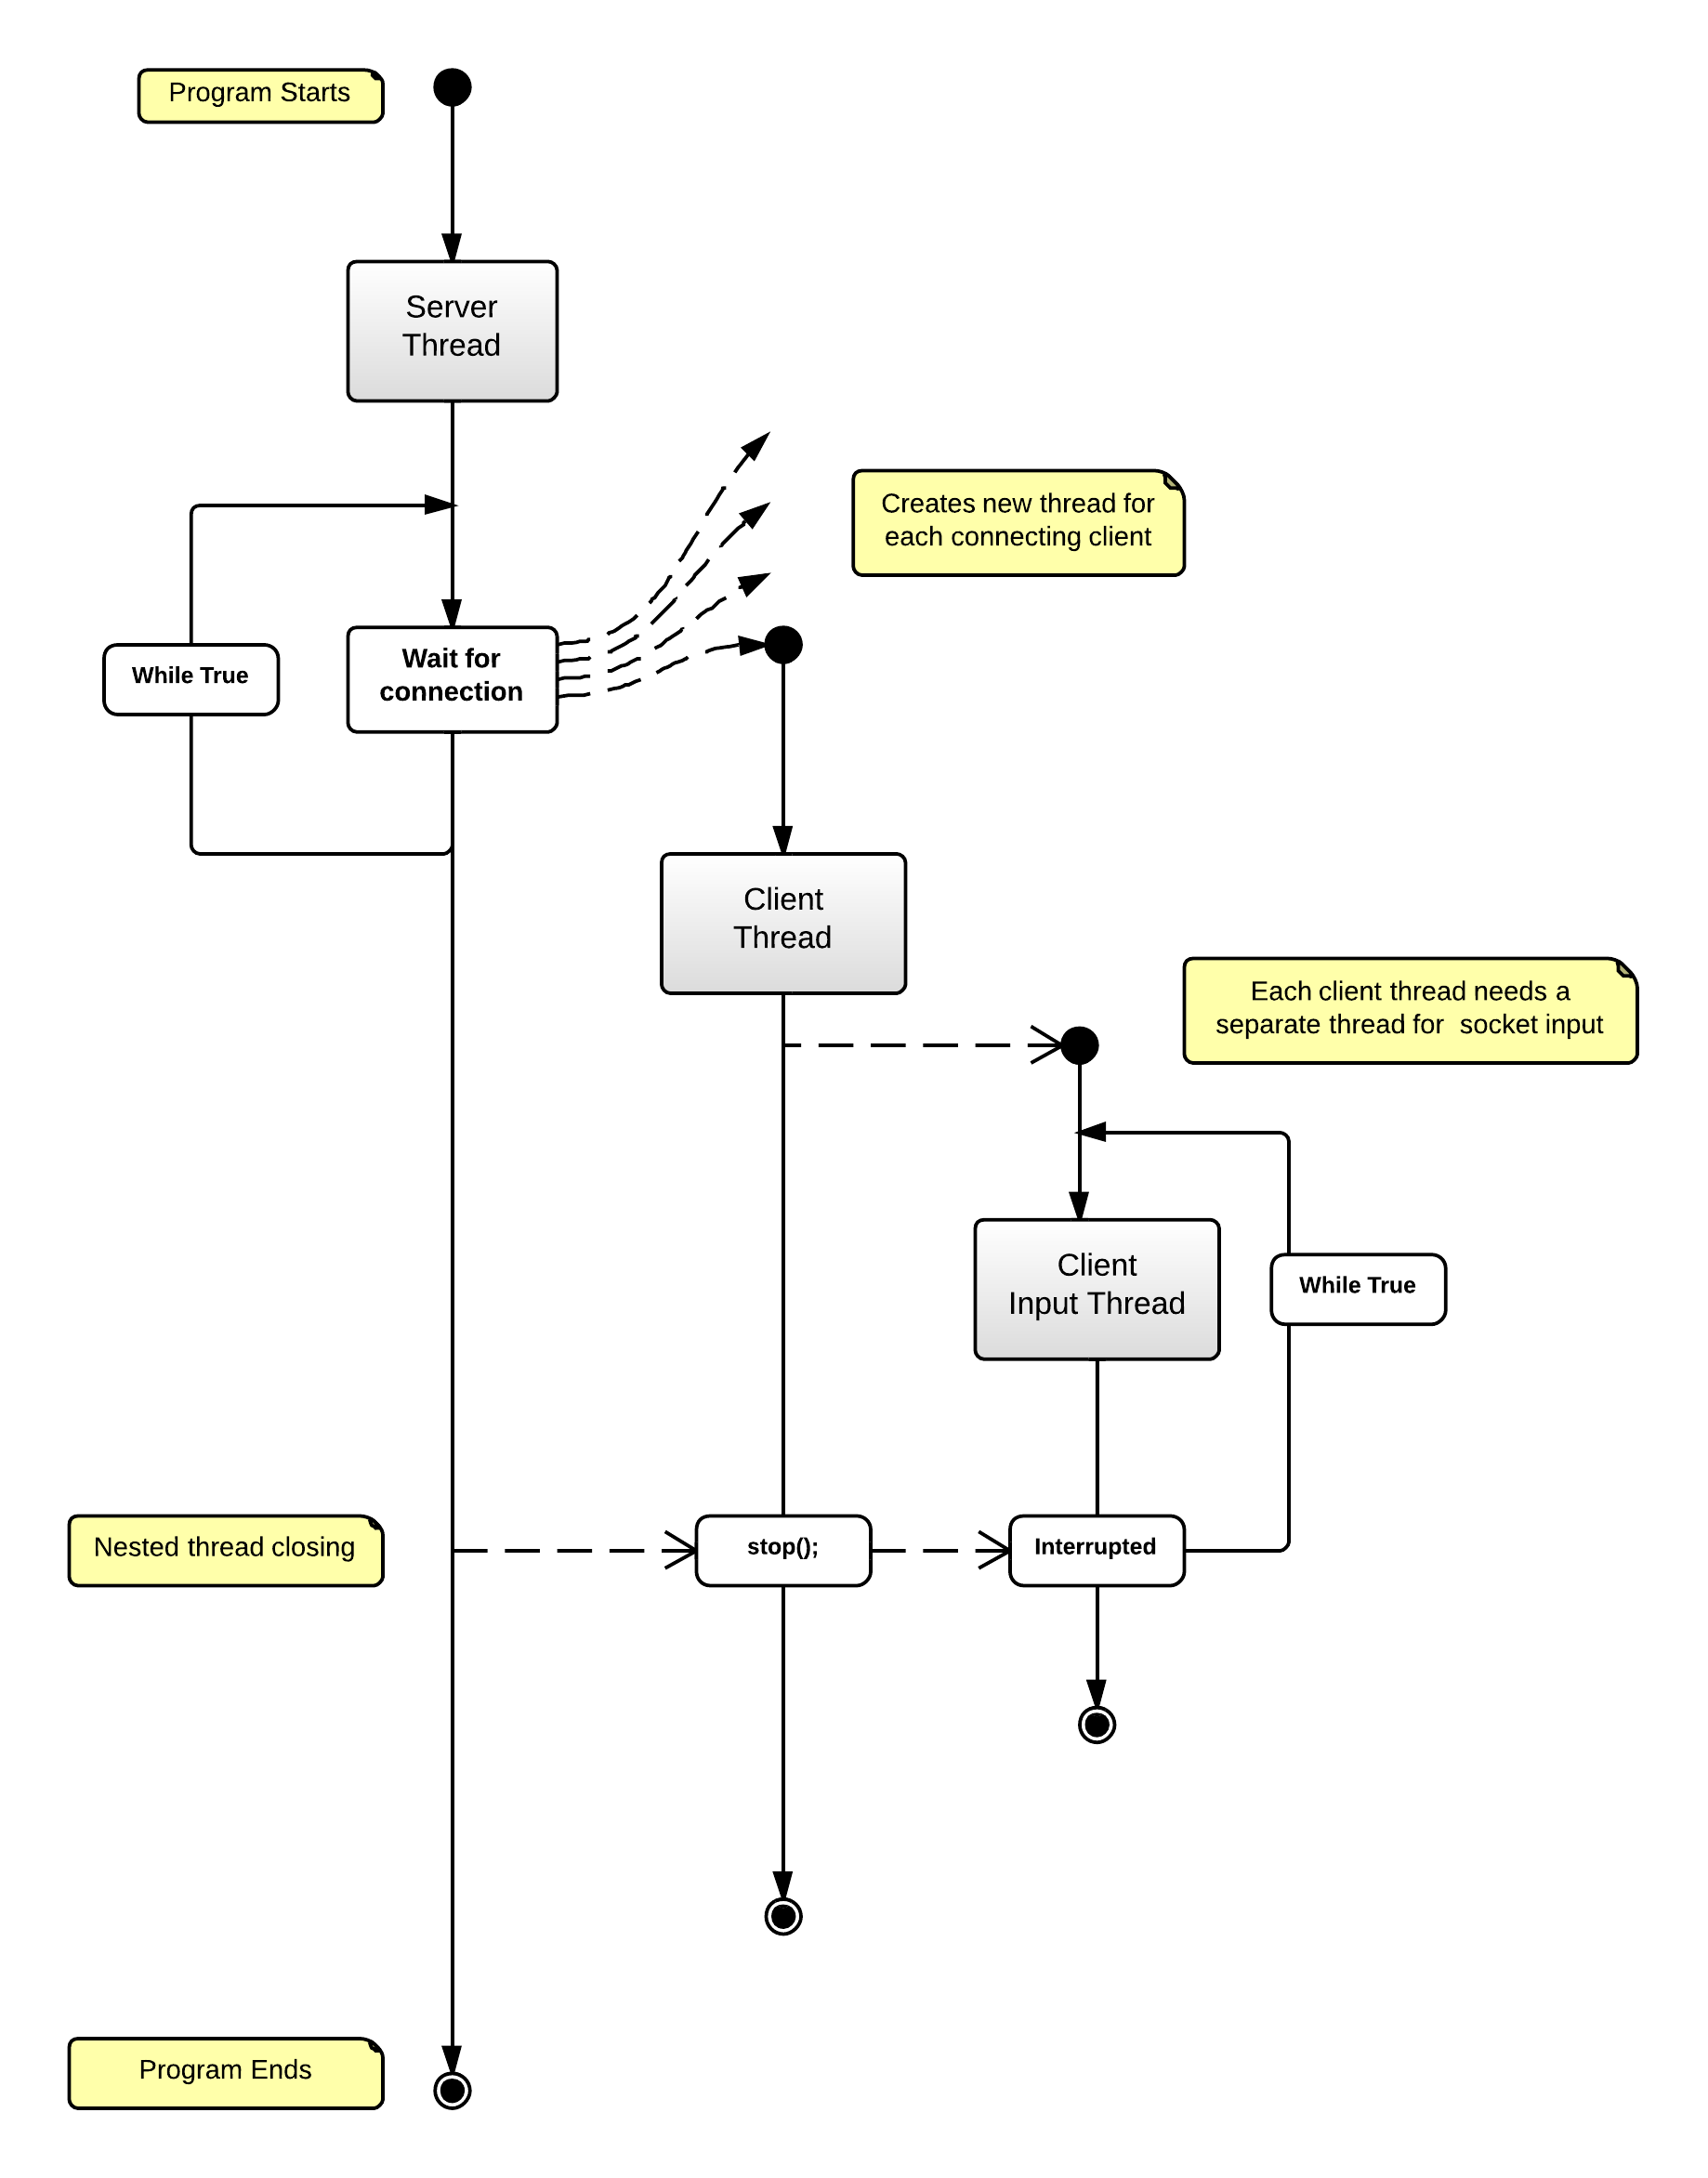 Program Starts
Server
Thread
Creates new thread for
each connecting client
While True
Wait for
connection
Client
Thread
Each client thread needs a
separate thread for  socket input
Client
Input Thread
While True
Nested thread closing
stop();
Interrupted
Program Ends